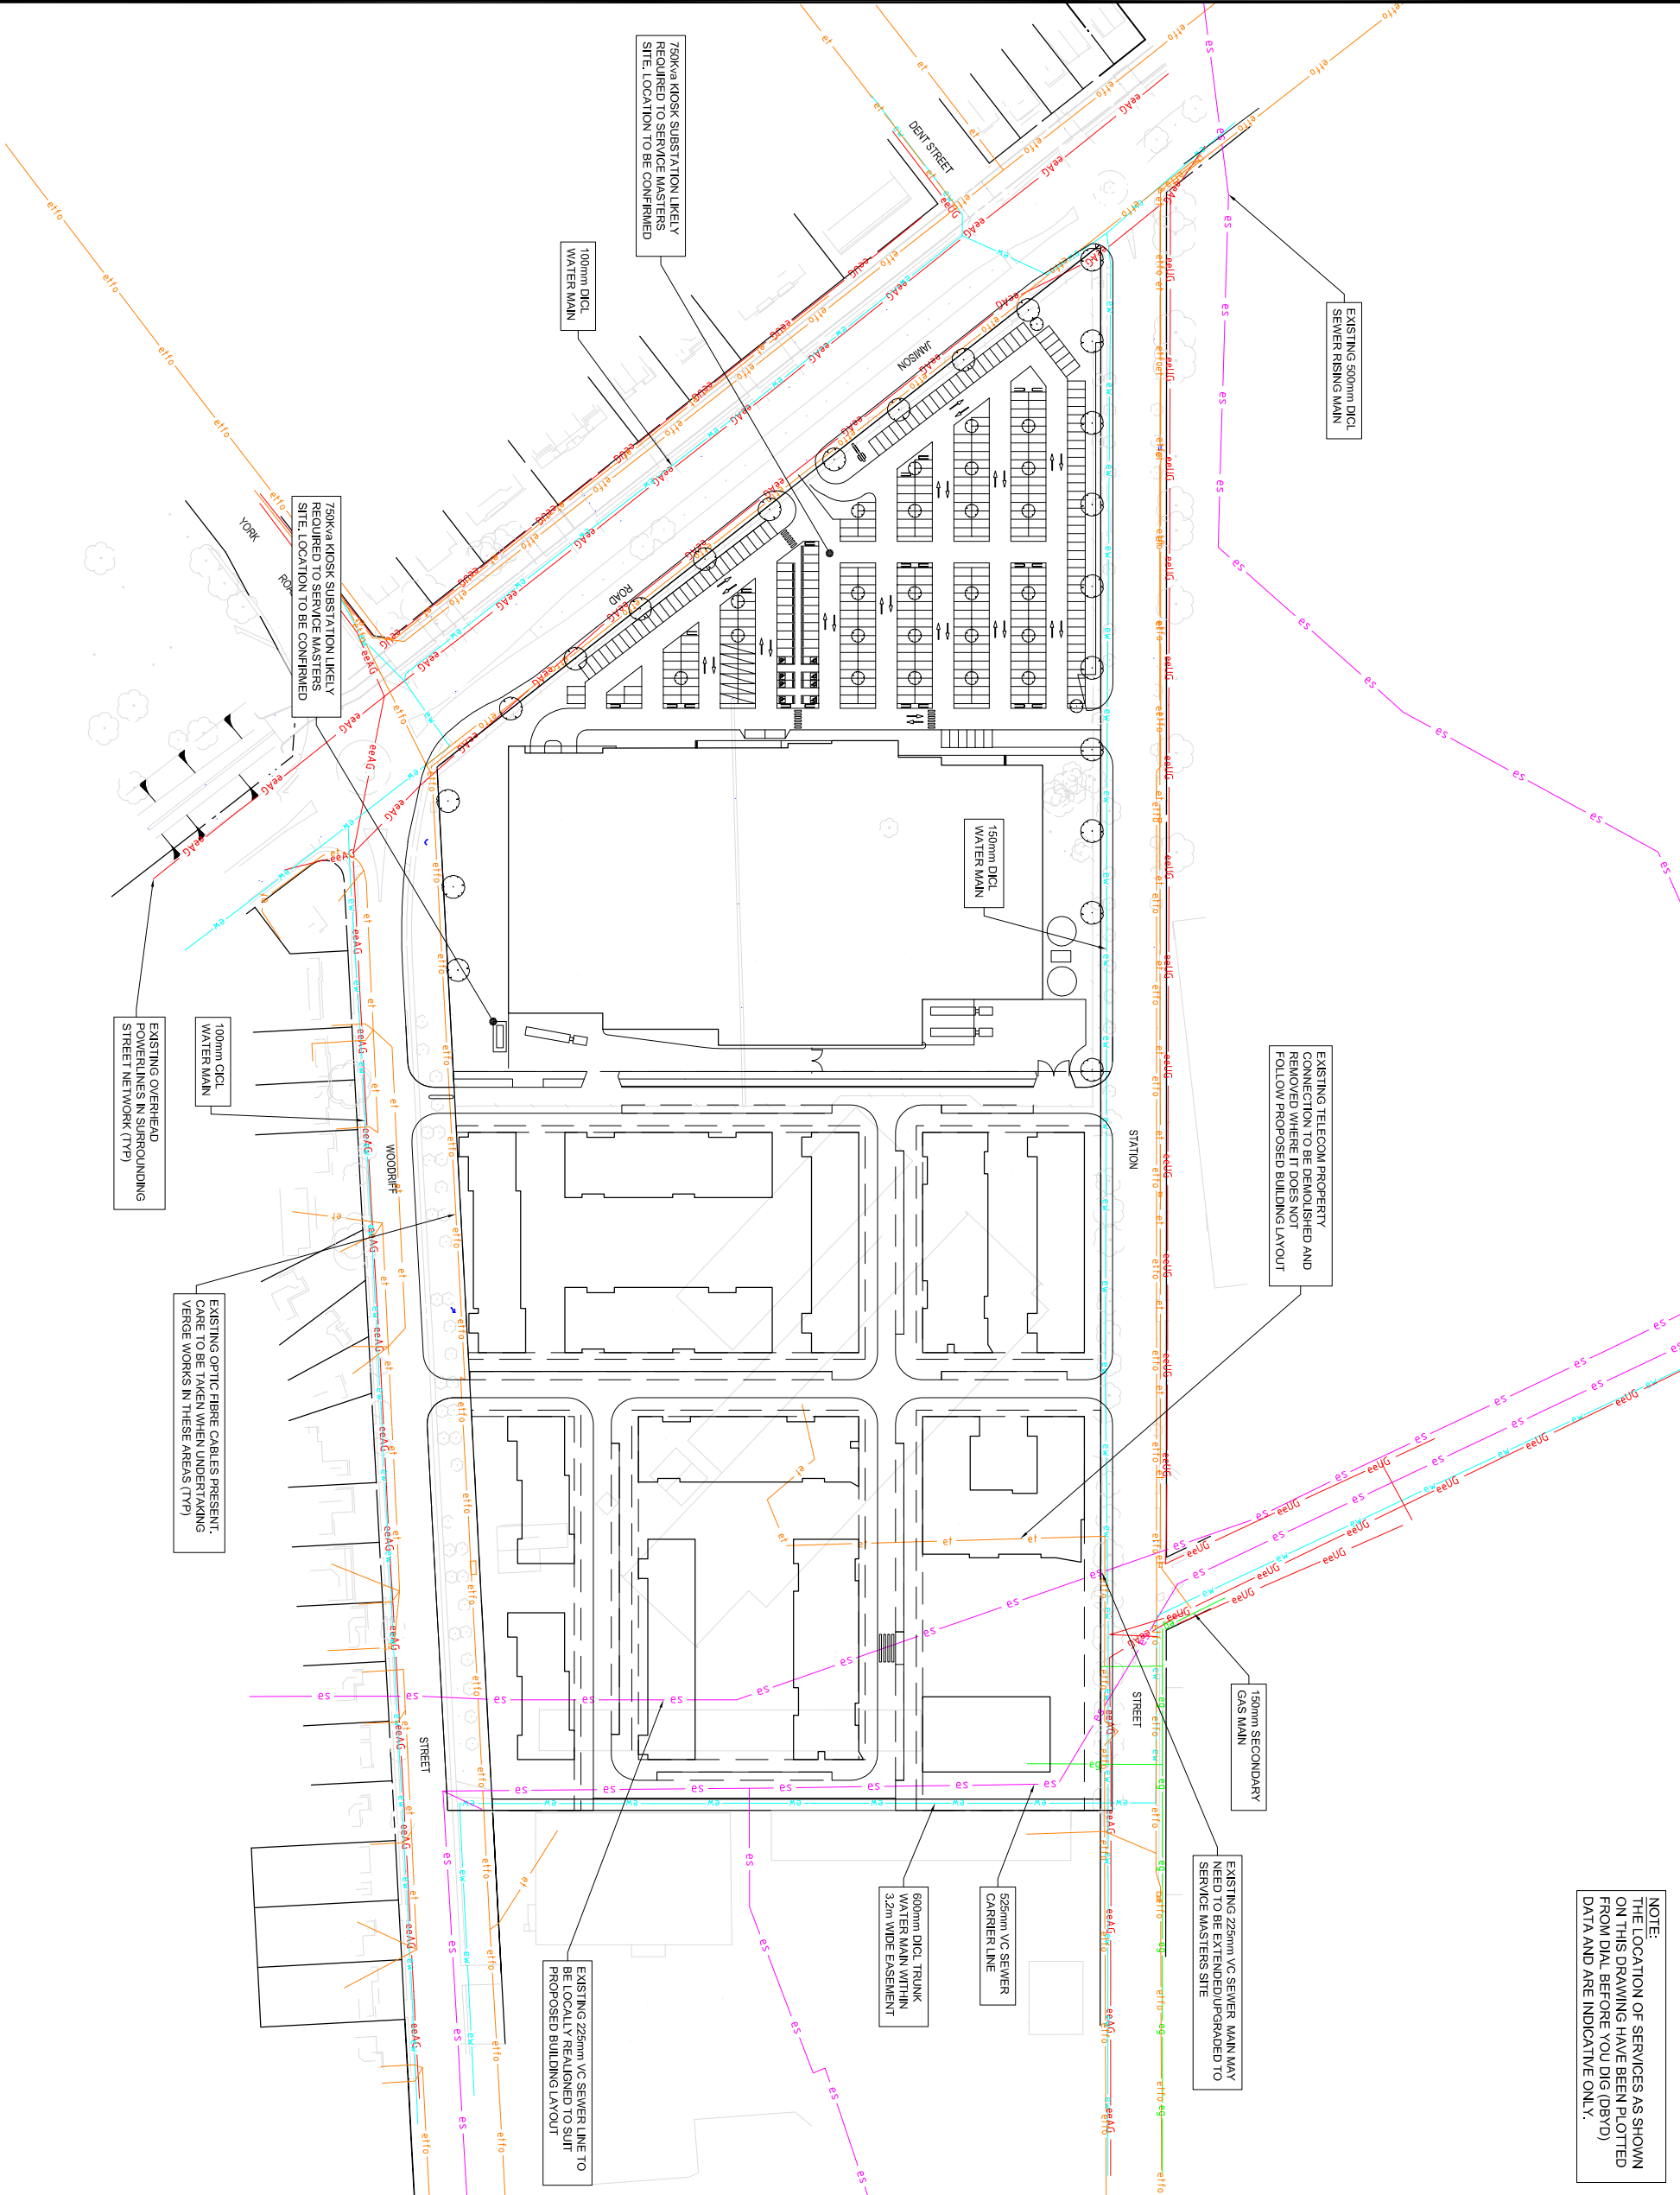 NOTE:
THE LOCATION OF SERVICES AS SHOWN
ON THIS DRAWING HAVE BEEN PLOTTED
FROM DIAL BEFORE YOU DIG (DBYD)
DATA AND ARE INDICATIVE ONLY.
EXISTING 500mm DICL
SEWER RISING MAIN
EXISTING TELECOM PROPERTY
CONNECTION TO BE DEMOLISHED AND
REMOVED WHERE IT DOES NOT
FOLLOW PROPOSED BUILDING LAYOUT
150mm SECONDARY
GAS MAIN
EXISTING 225mm VC SEWER MAIN MAY
NEED TO BE EXTENDED/UPGRADED TO
SERVICE MASTERS SITE
STATION
STREET
150mm DICL
WATER MAIN
525mm VC SEWER
CARRIER LINE
600mm DICL TRUNK
WATER MAIN WITHIN
3.2m WIDE EASEMENT
DENT STREET
JAMISON
ROAD
750Kva KIOSK SUBSTATION LIKELY
REQUIRED TO SERVICE MASTERS
SITE. LOCATION TO BE CONFIRMED
100mm DICL
WATER MAIN
EXISTING 225mm VC SEWER LINE TO
BE LOCALLY REALIGNED TO SUIT
PROPOSED BUILDING LAYOUT
WOODRIFF
STREET
750Kva KIOSK SUBSTATION LIKELY
REQUIRED TO SERVICE MASTERS
SITE. LOCATION TO BE CONFIRMED
YORK
100mm CICL
WATER MAIN
EXISTING OPTIC FIBRE CABLES PRESENT.
CARE TO BE TAKEN WHEN UNDERTAKING
VERGE WORKS IN THESE AREAS (TYP)
EXISTING OVERHEAD
POWERLINES IN SURROUNDING
STREET NETWORK (TYP)
es
etfo
et
eeAG
eeUG
ew
eg